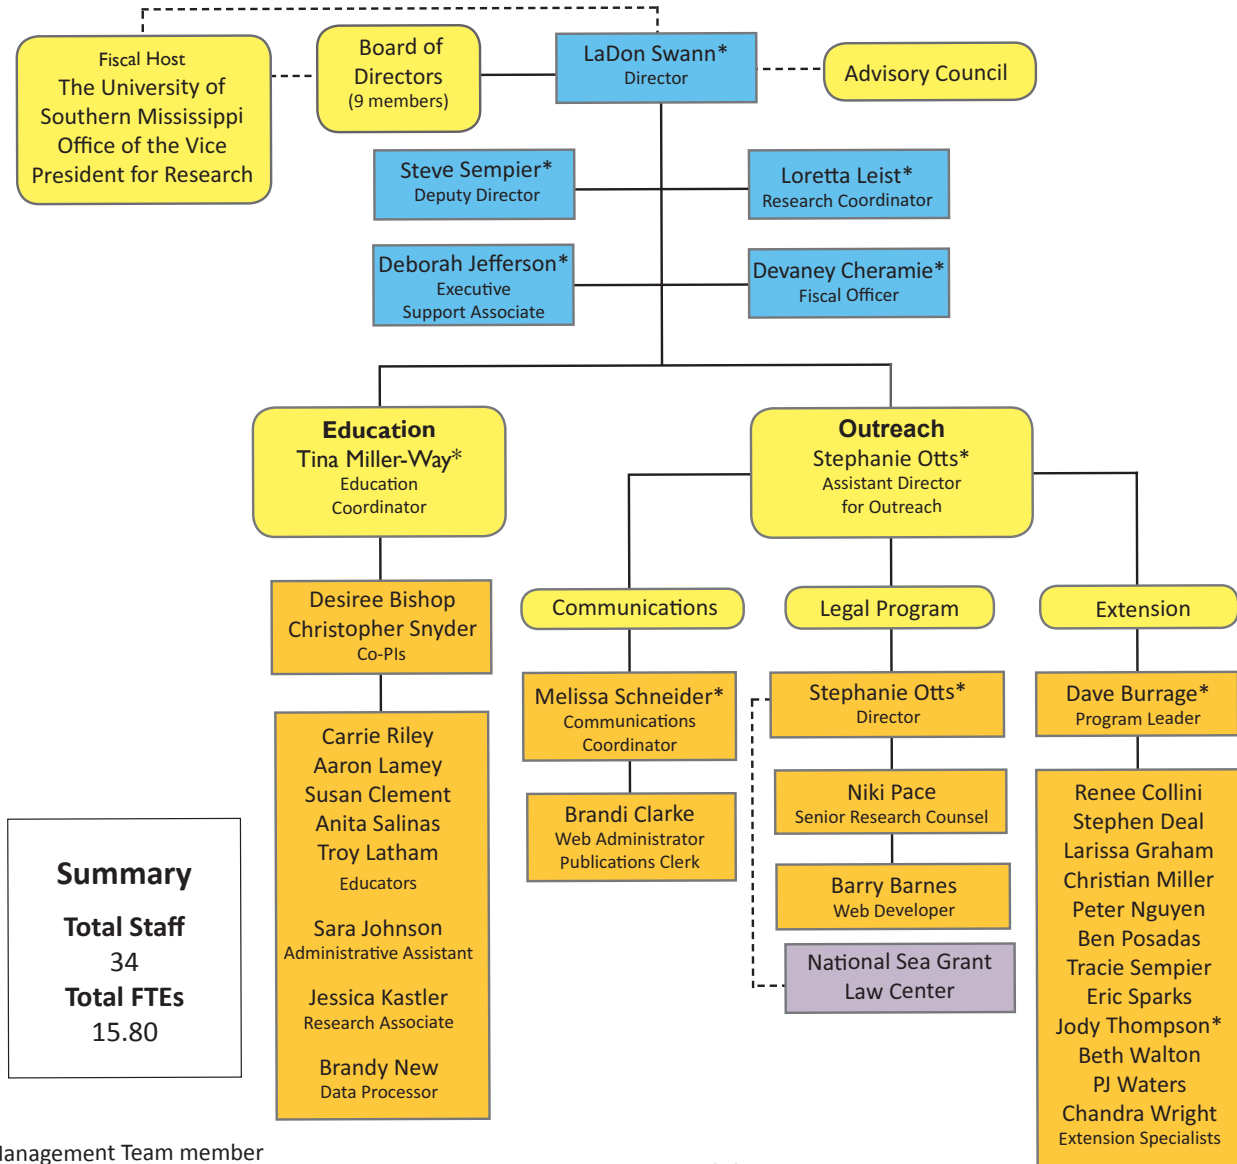 Fiscal Host
The University of
Southern Mississippi
Office of the Vice
President for Research
Board of
Directors
(9 members)
LaDon Swann*
Director
Advisory Council
Steve Sempier*
Deputy Director
Loretta Leist*
Research Coordinator
Deborah Jefferson*
Executive
Support Associate
Devaney Cheramie*
Fiscal Officer
Education
Tina Miller-Way*
Education
Coordinator
Outreach
Stephanie Otts*
Assistant Director
for Outreach
Desiree Bishop
Christopher Snyder
Co-PIs
Carrie Riley
Aaron Lamey
Susan Clement
Anita Salinas
Troy Latham
Educators
Sara Johnson
Administrative Assistant
Jessica Kastler
Research Associate
Brandy New
Data Processor
Communications
Melissa Schneider*
Communications
Coordinator
Brandi Clarke
Web Administrator
Publications Clerk
Legal Program
Stephanie Otts*
Director
Niki Pace
Senior Research Counsel
Barry Barnes
Web Developer
National Sea Grant
Law Center
Extension
Dave Burrage*
Program Leader
Renee Collini
Stephen Deal
Larissa Graham
Christian Miller
Peter Nguyen
Ben Posadas
Tracie Sempier
Eric Sparks
Jody Thompson*
Beth Walton
PJ Waters
Chandra Wright
Extension Specialists
Summary
Total Staff
34
Total FTEs
15.80
Team member